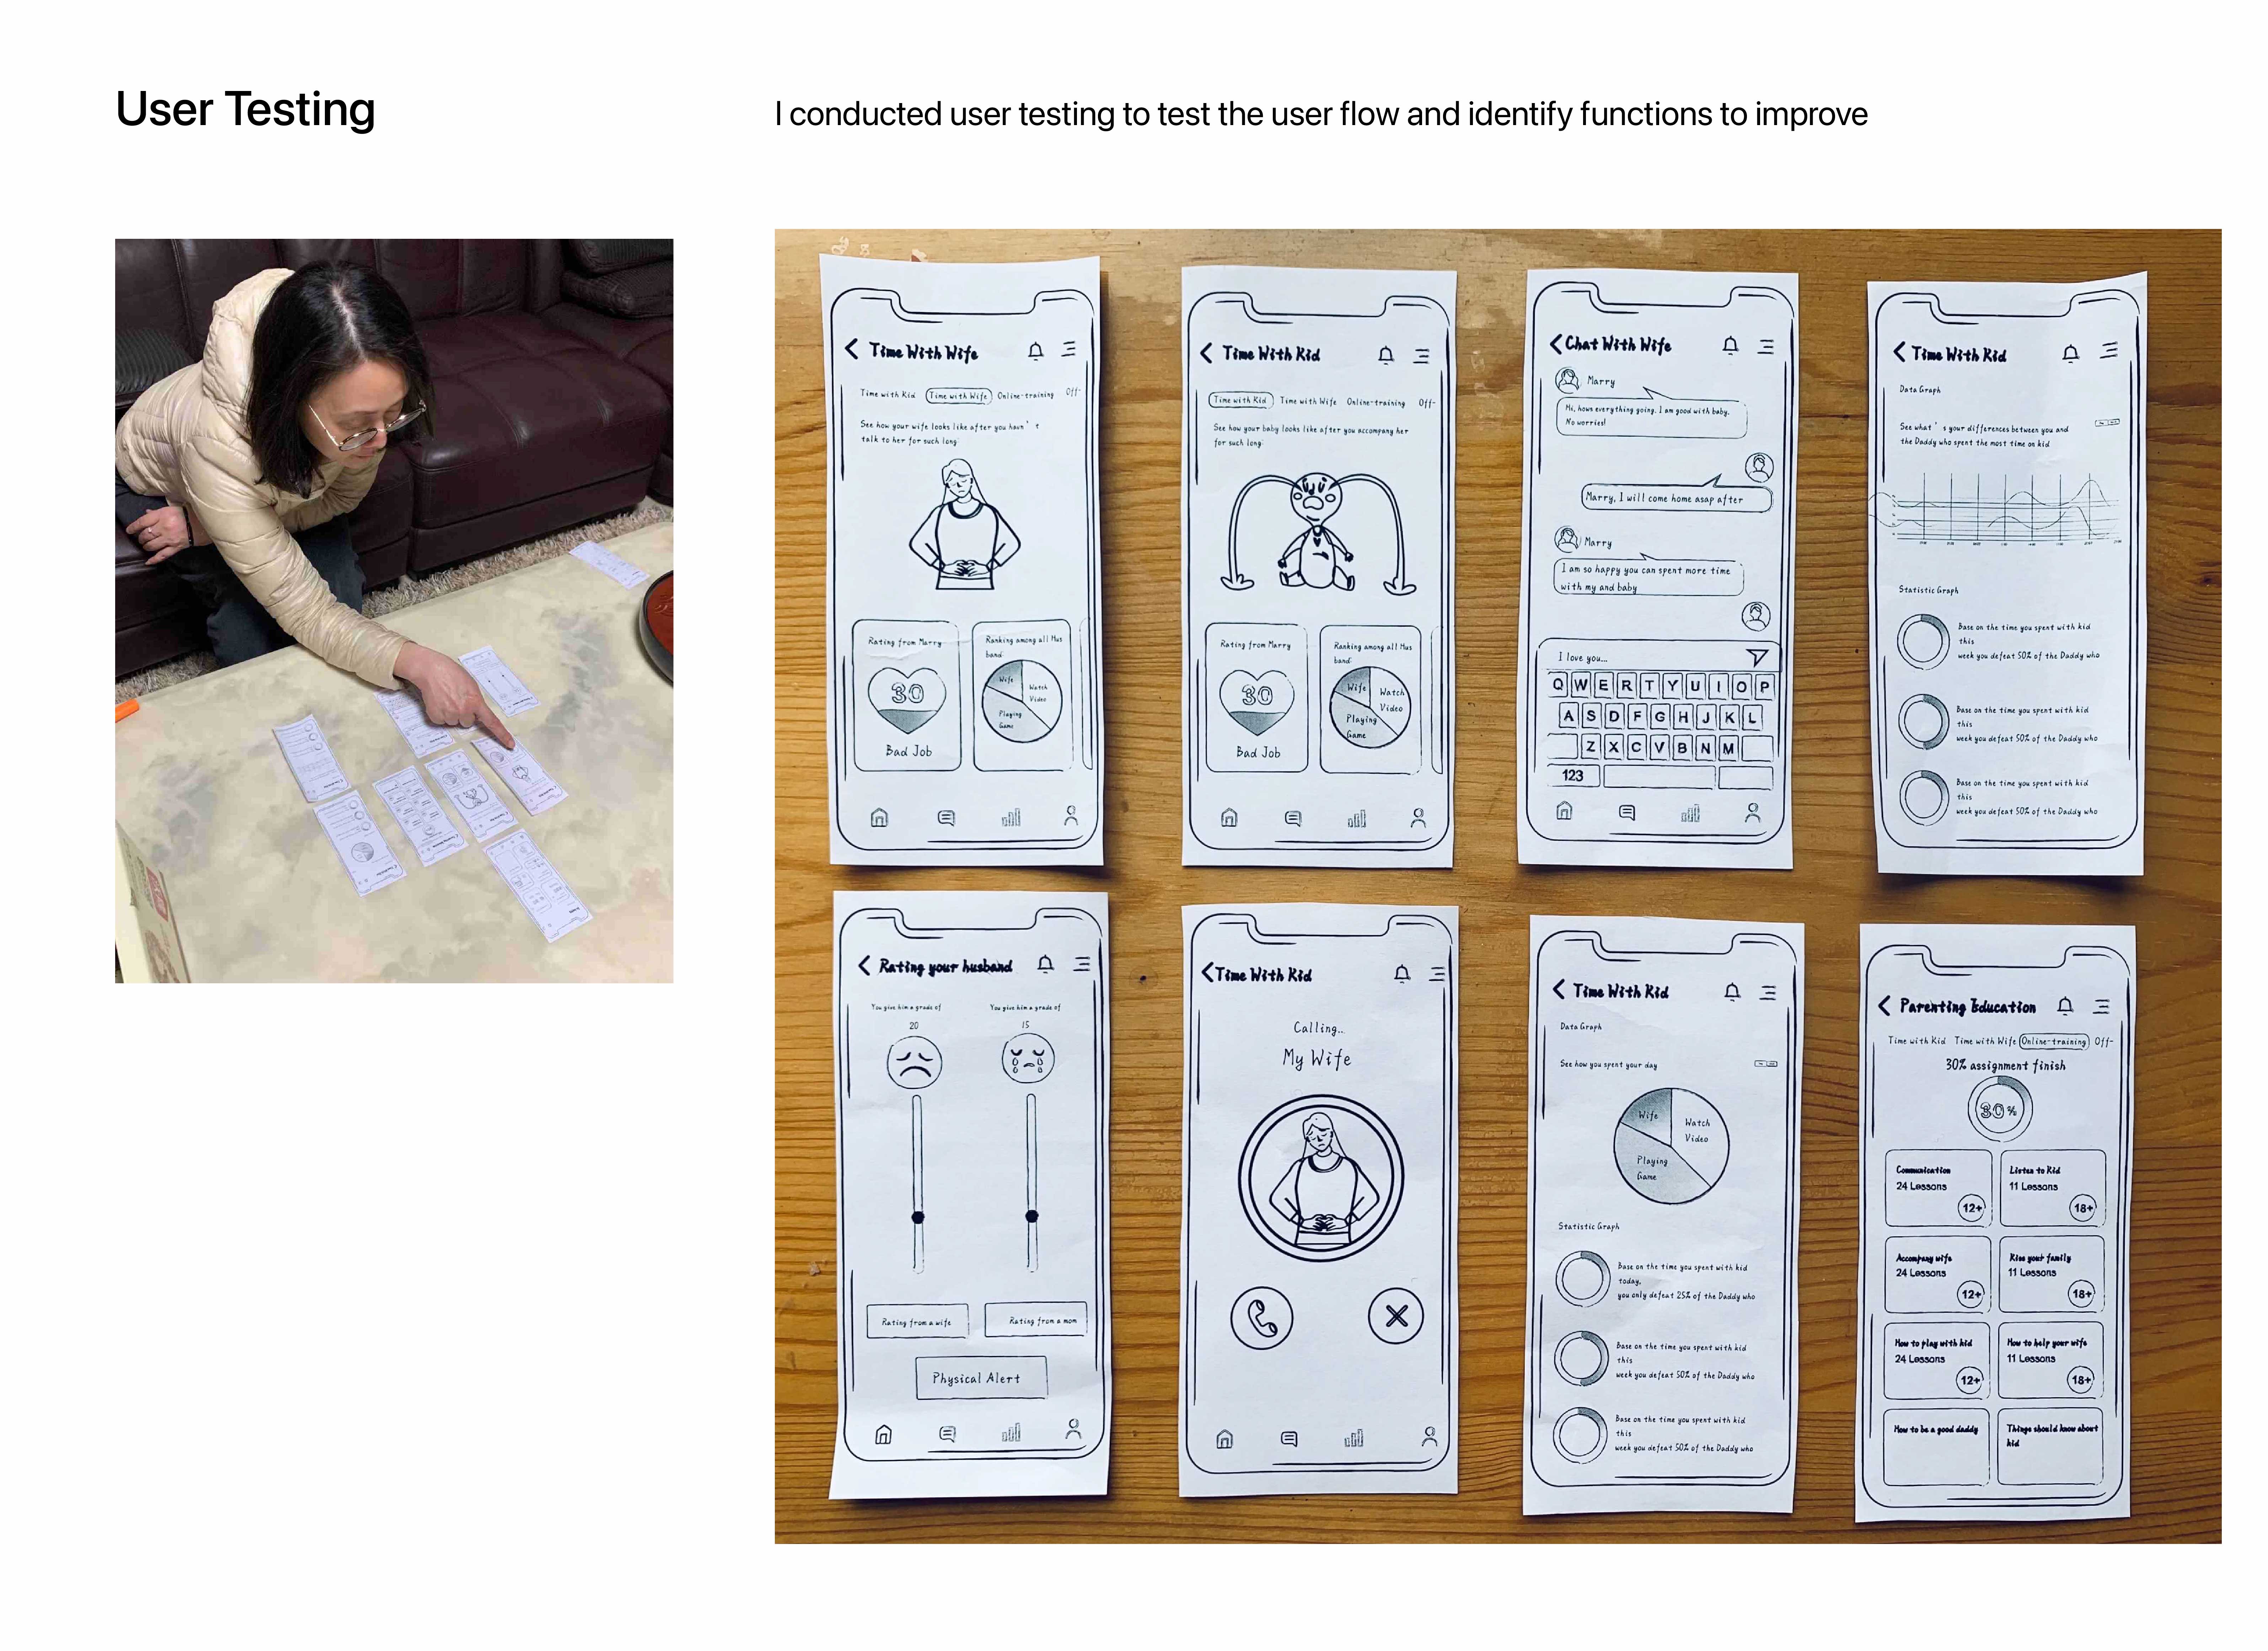 User Testing
I conducted user testing to test the user flow and identify functions to improve
Time With Wife
Time with Kid Time with Wife Online-training Off-
See how your wife looks like after you havn't
talk to her for such long
Rating from Marry
30
Bad Job
Ranking among all Hus
band:
Wife
Watch
Video
Playing
Game
Time With Kid
Time with Kid Time with Wife Online-training Off-
See how your baby looks like after you accompany her
for such long:
Rating from Marry
30
Bad Job
Ranking among all Hus
band:
Wife
Watch
Video
Playing
Game
Chat With Wife
Marry
Hi, hows everything going. I am good with baby.
No worries!
Marry, I will come home asap after
Marry
I am so happy you can spent more time
with my and baby
I love you...
Q W E R T Y U I O P
A S D F G H J K L
Z X C V B N M
123
Time With Kid
Data Graph
See what's your differences between you and
the Daddy who spent the most time on kid
Statistic Graph
Base on the time you spent with kid
this
week you defeat 50% of the Daddy who
Base on the time you spent with kid
this
week you defeat 50% of the Daddy who
Base on the time you spent with kid
this
week you defeat 50% of the Daddy who
Rating your husband
You give him a grade of
20
You give him a grade of
15
Rating from a wife
Rating from a mom
Physical Alert
Time With Kid
Calling..
My Wife
Time With Kid
Data Graph
See how you spent your day
Wife
Watch
Video
Playing
Game
Statistic Graph
Base on the time you spent with kid
today,
you only defeat 25% of the Daddy who
Base on the time you spent with kid
this
week you defeat 50% of the Daddy who
Base on the time you spent with kid
this
week you defeat 50% of the Daddy who
Parenting Education
Time with Kid Time with Wife Online-training Off-
30% assignment finish
30%
Communication
24 Lessons
12+
Listen to Kid
11 Lessons
18+
Accompany wife
24 Lessons
12+
Kiss your family
11 Lessons
18+
How to play with kid
24 Lessons
12+
How to help your wife
11 Lessons
18+
How to be a good daddy
Things should know about
kid